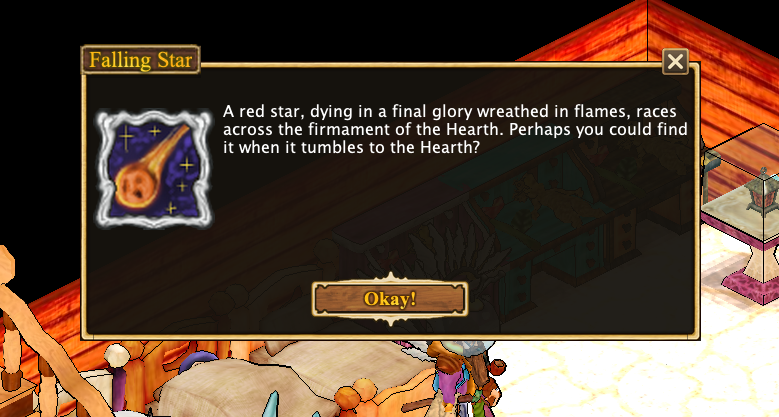 Falling Star
A red star, dying in a final glory wreathed in flames, races
across the firmament of the Hearth. Perhaps you could find
it when it tumbles to the Hearth?
Okay!